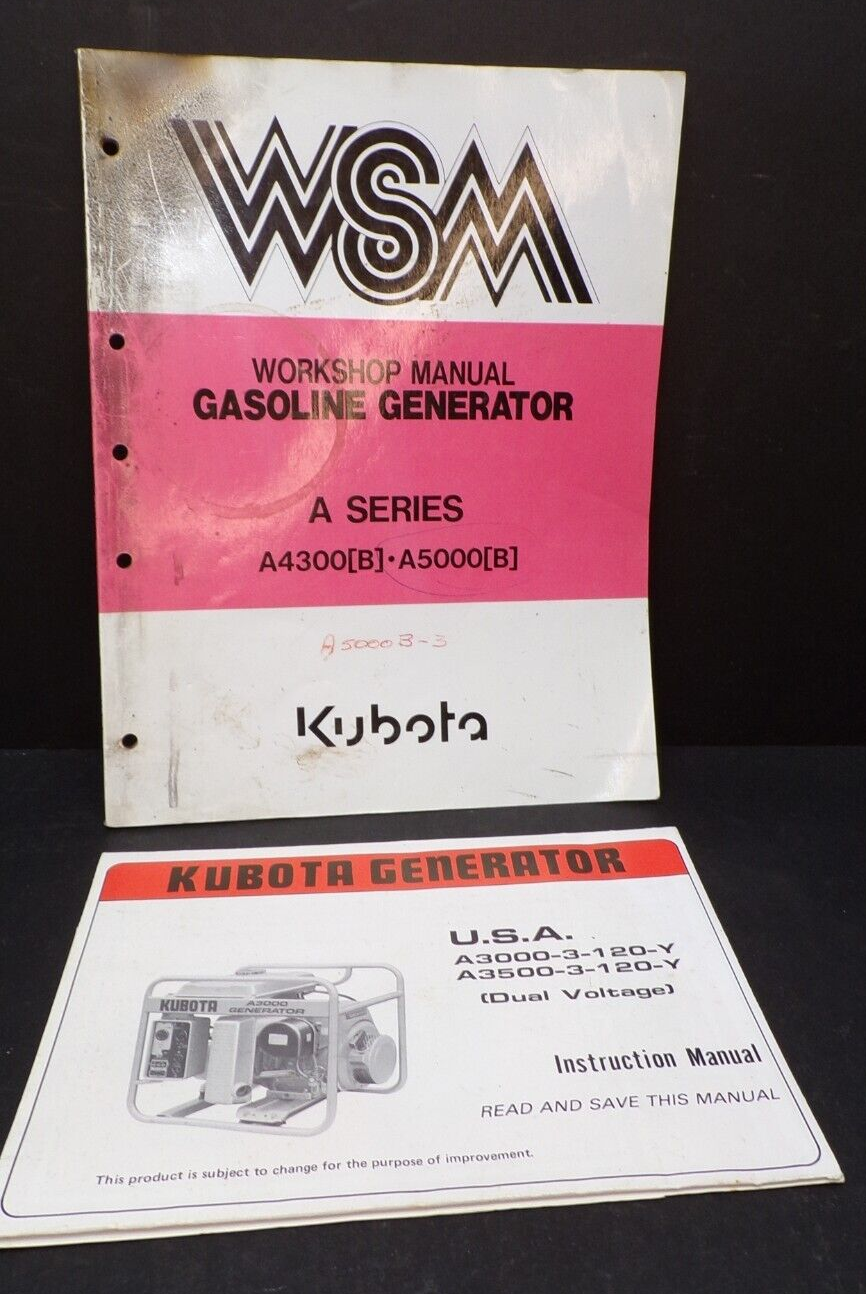 WSM
WORKSHOP MANUAL
GASOLINE GENERATOR
A SERIES
A4300[B]・A5000[B]
A5000B-3
Kubota
KUBOTA GENERATOR
U.S.A.
A3000-3-120-Y
A3500-3-120-Y
(Dual Voltage)
KUBOTA
A3000
GENERATOR
Instruction Manual
READ AND SAVE THIS MANUAL
This product is subject to change for the purpose of improvement.